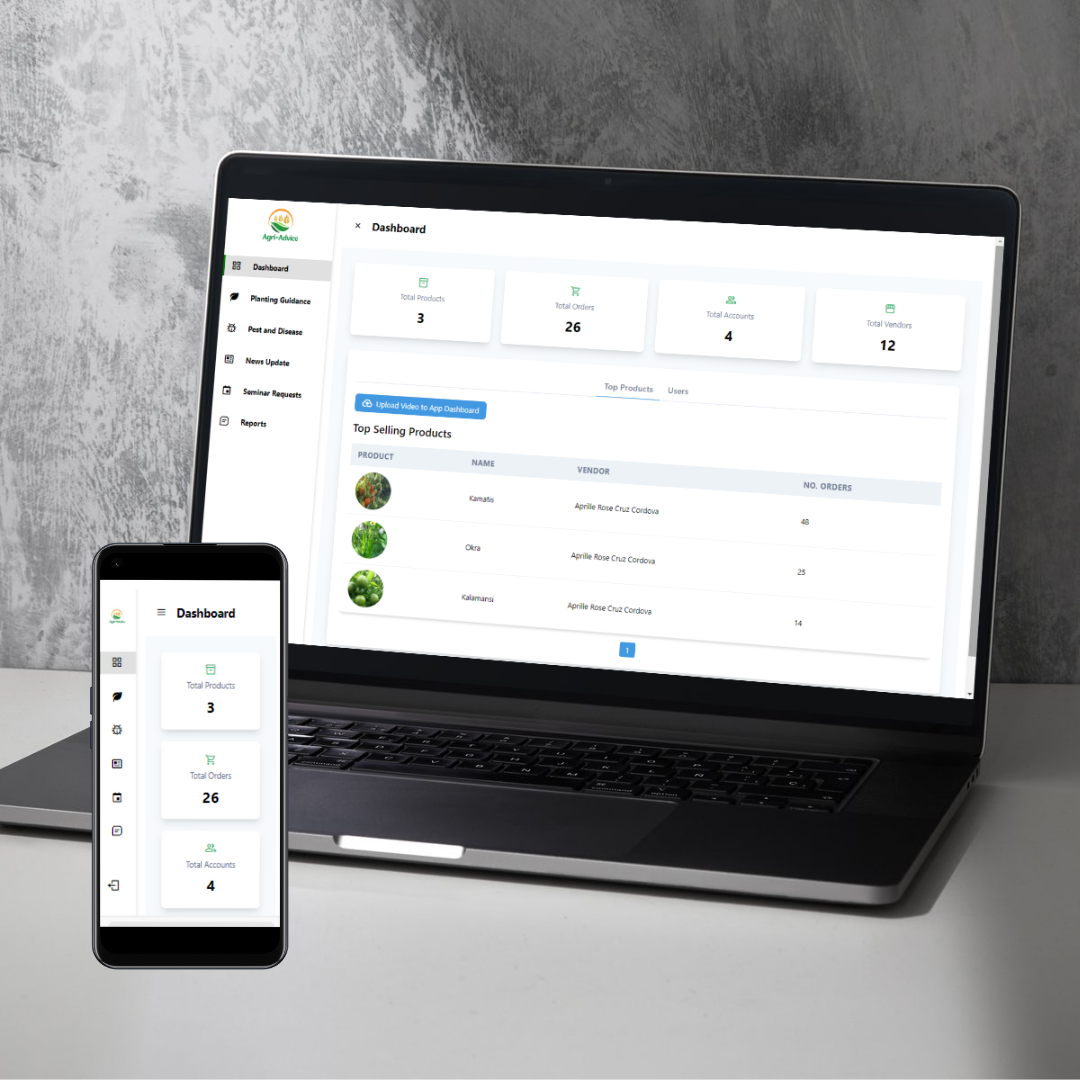 Agri-Advice
× Dashboard
Dashboard
Planting Guidance
Pest and Disease
News Update
Seminar Requests
Reports
Total Products
3
Total Orders
26
Total Accounts
4
Total Vendors
12
Top Products Users
Upload Video to App Dashboard
Top Selling Products
PRODUCT NAME VENDOR NO. ORDERS
Kamatis Aprille Rose Cruz Cordova 48
Okra Aprille Rose Cruz Cordova 25
Kalamansi Aprille Rose Cruz Cordova 14
1
Dashboard
Total Products
3
Total Orders
26
Total Accounts
4